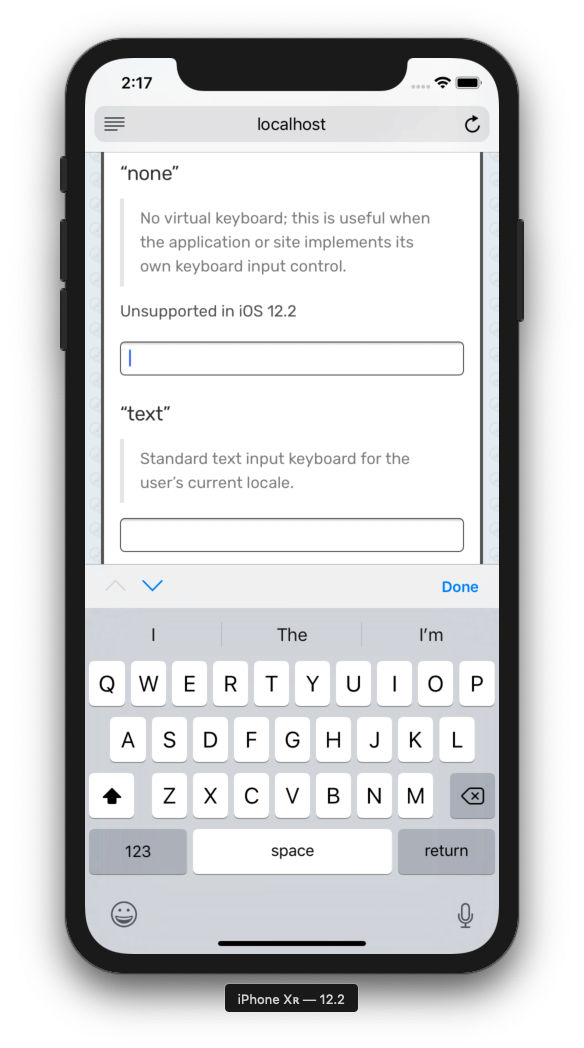 2:17
localhost
“none”
No virtual keyboard; this is useful when
the application or site implements its
own keyboard input control.
Unsupported in iOS 12.2
“text”
Standard text input keyboard for the
user’s current locale.
Done
I The I’m
Q W E R T Y U I O P
A S D F G H J K L
Z X C V B N M
123 space return
iPhone Xʀ — 12.2